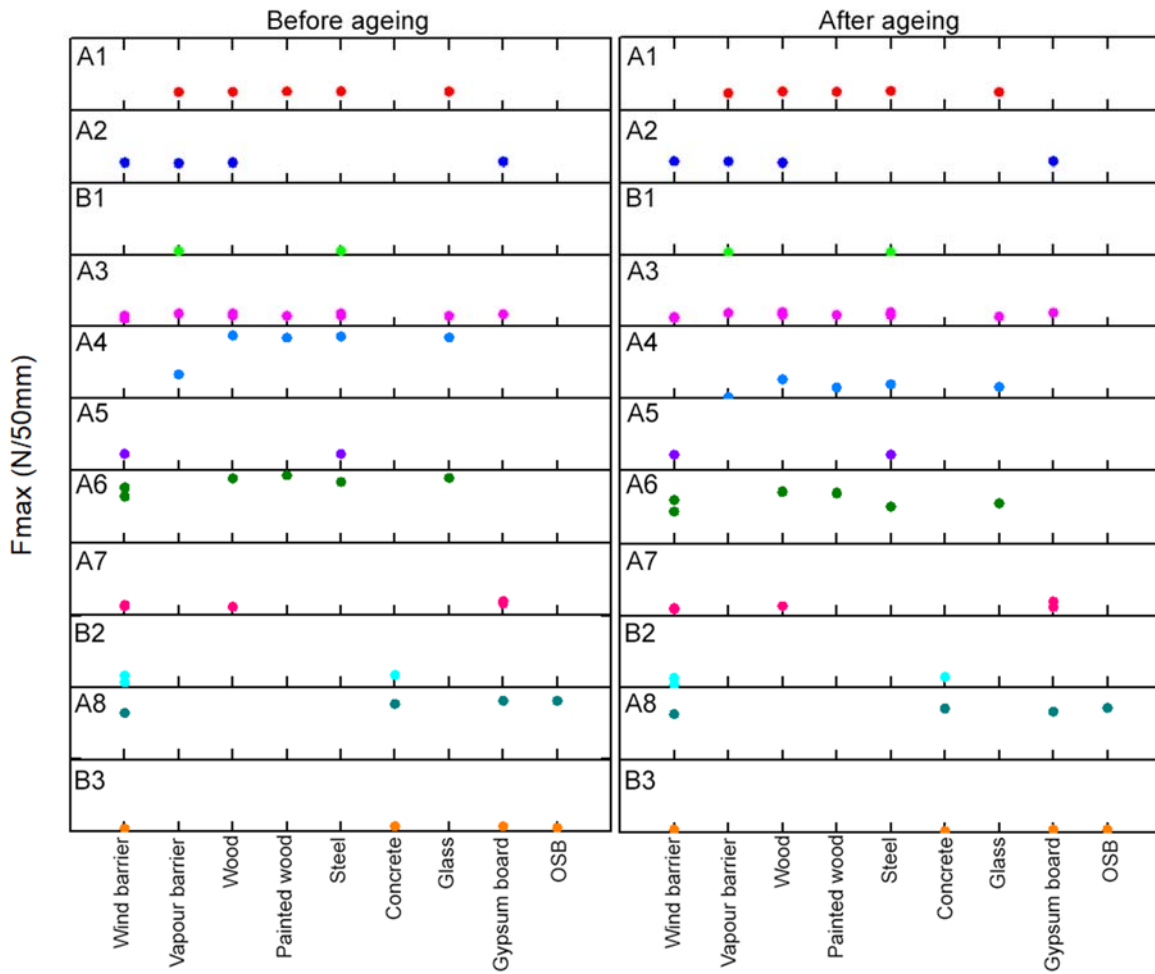 Before ageing
After ageing
Fmax (N/50mm)
A1
A2
B1
A3
A4
A5
A6
A7
B2
A8
B3
A1
A2
B1
A3
A4
A5
A6
A7
B2
A8
B3
Wind barrier
Vapour barrier
Wood
Painted wood
Steel
Concrete
Glass
Gypsum board
OSB
Wind barrier
Vapour barrier
Wood
Painted wood
Steel
Concrete
Glass
Gypsum board
OSB